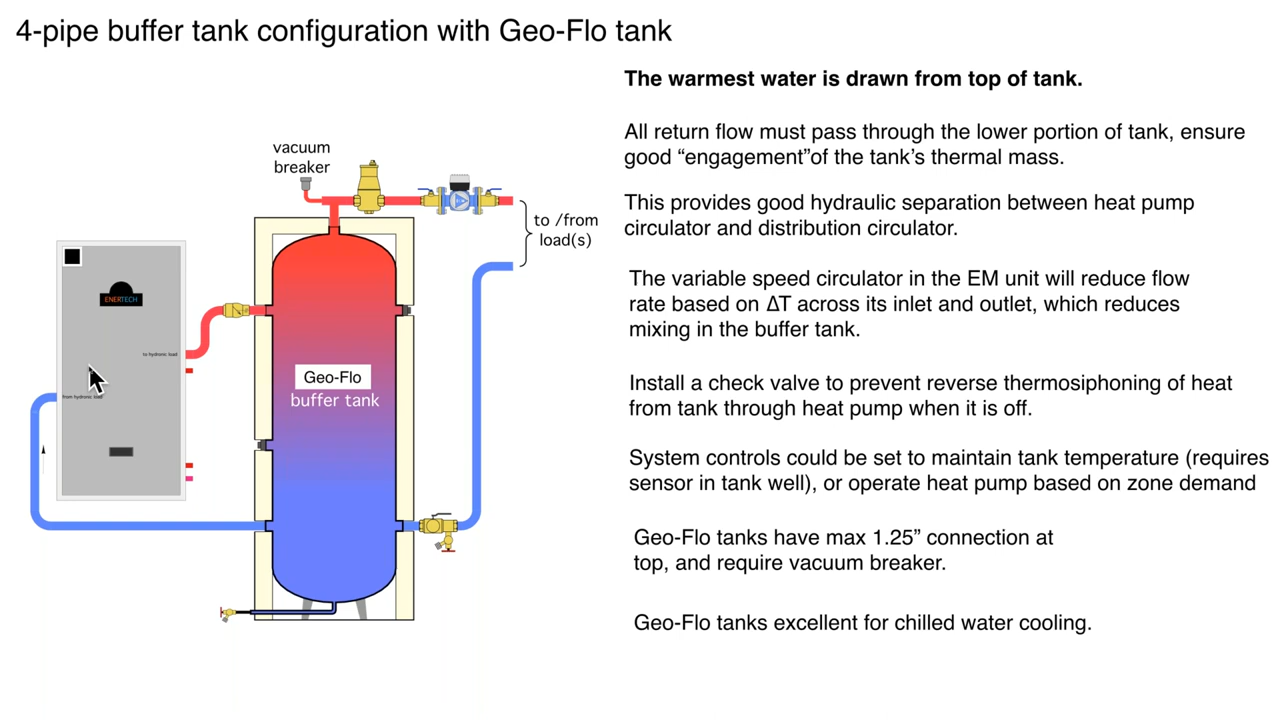 4-pipe buffer tank configuration with Geo-Flo tank
The warmest water is drawn from top of tank.
All return flow must pass through the lower portion of tank, ensure
good “engagement”of the tank’s thermal mass.
This provides good hydraulic separation between heat pump
circulator and distribution circulator.
The variable speed circulator in the EM unit will reduce flow
rate based on ΔT across its inlet and outlet, which reduces
mixing in the buffer tank.
Install a check valve to prevent reverse thermosiphoning of heat
from tank through heat pump when it is off.
System controls could be set to maintain tank temperature (requires
sensor in tank well), or operate heat pump based on zone demand
Geo-Flo tanks have max 1.25” connection at
top, and require vacuum breaker.
Geo-Flo tanks excellent for chilled water cooling.
vacuum
breaker
to /from
load(s)
ENERTECH
to hydronic load
from hydronic load
Geo-Flo
buffer tank